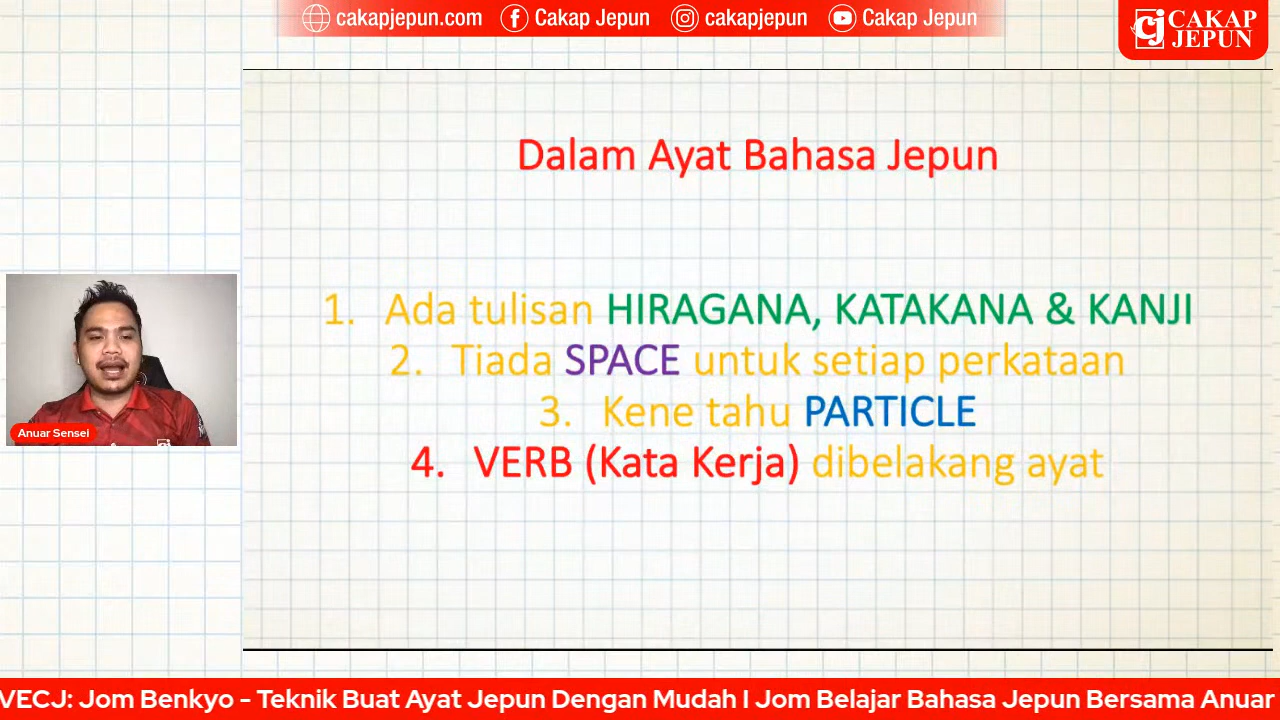 cakapjepun.com Cakap Jepun cakapjepun Cakap Jepun
CAKAP
JEPUN
Dalam Ayat Bahasa Jepun
1. Ada tulisan HIRAGANA, KATAKANA & KANJI
2. Tiada SPACE untuk setiap perkataan
3. Kene tahu PARTICLE
4. VERB (Kata Kerja) dibelakang ayat
Anuar Sensei
VECJ: Jom Benkyo - Teknik Buat Ayat Jepun Dengan Mudah I Jom Belajar Bahasa Jepun Bersama Anuar